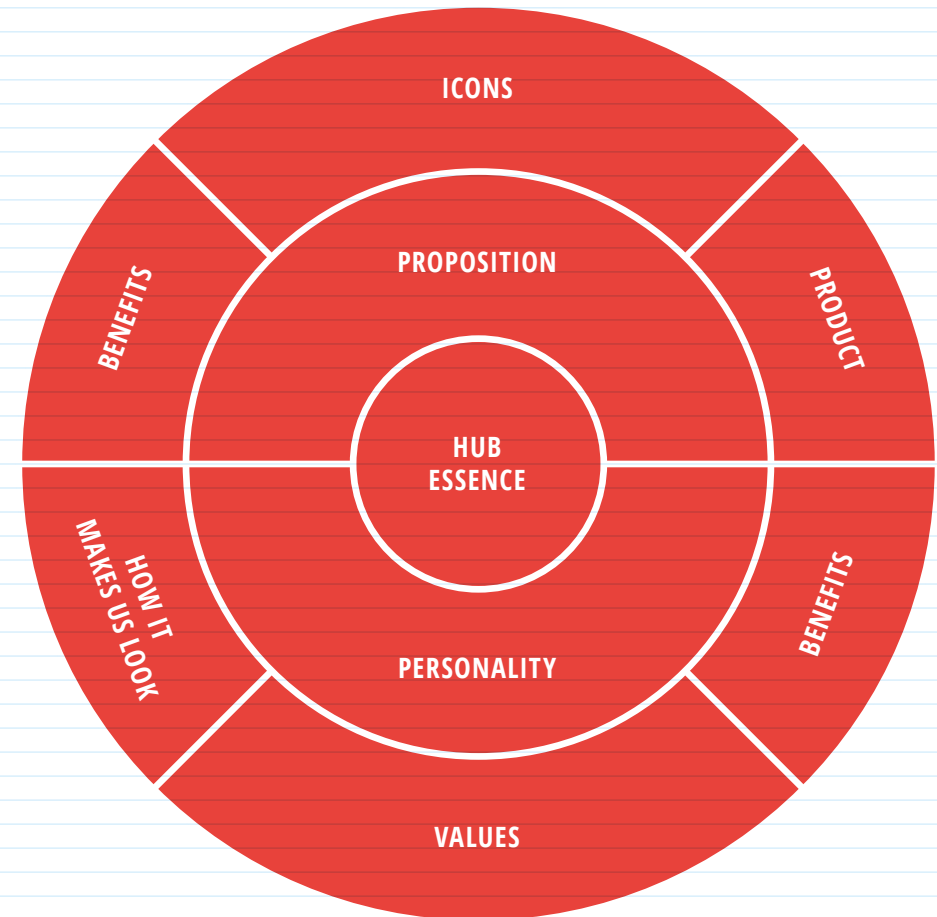 ICONS
PROPOSITION
BENEFITS
PRODUCT
HUB
ESSENCE
HOW IT
MAKES US LOOK
BENEFITS
PERSONALITY
VALUES